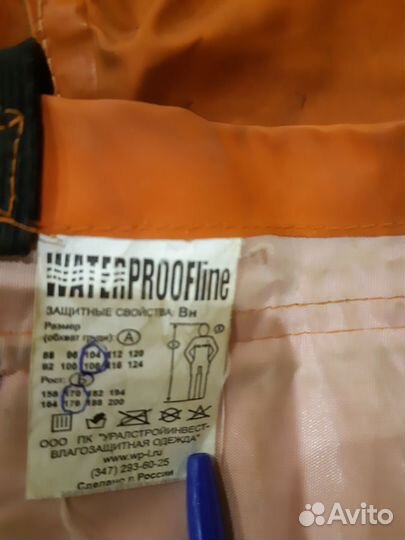 WATERPROOFline
ЗАЩИТНЫЕ СВОЙСТВА: Вн
Размер
(обхват груди) A
88 96 104 112 120
92 100 108 116 124
Рост:
158 170 182 194
164 176 188 200
ООО ПК "УРАЛСТРОЙИНВЕСТ-
ВЛАГОЗАЩИТНАЯ ОДЕЖДА"
www.wp-l.ru
(347) 293-60-25
Сделано в России
Avito